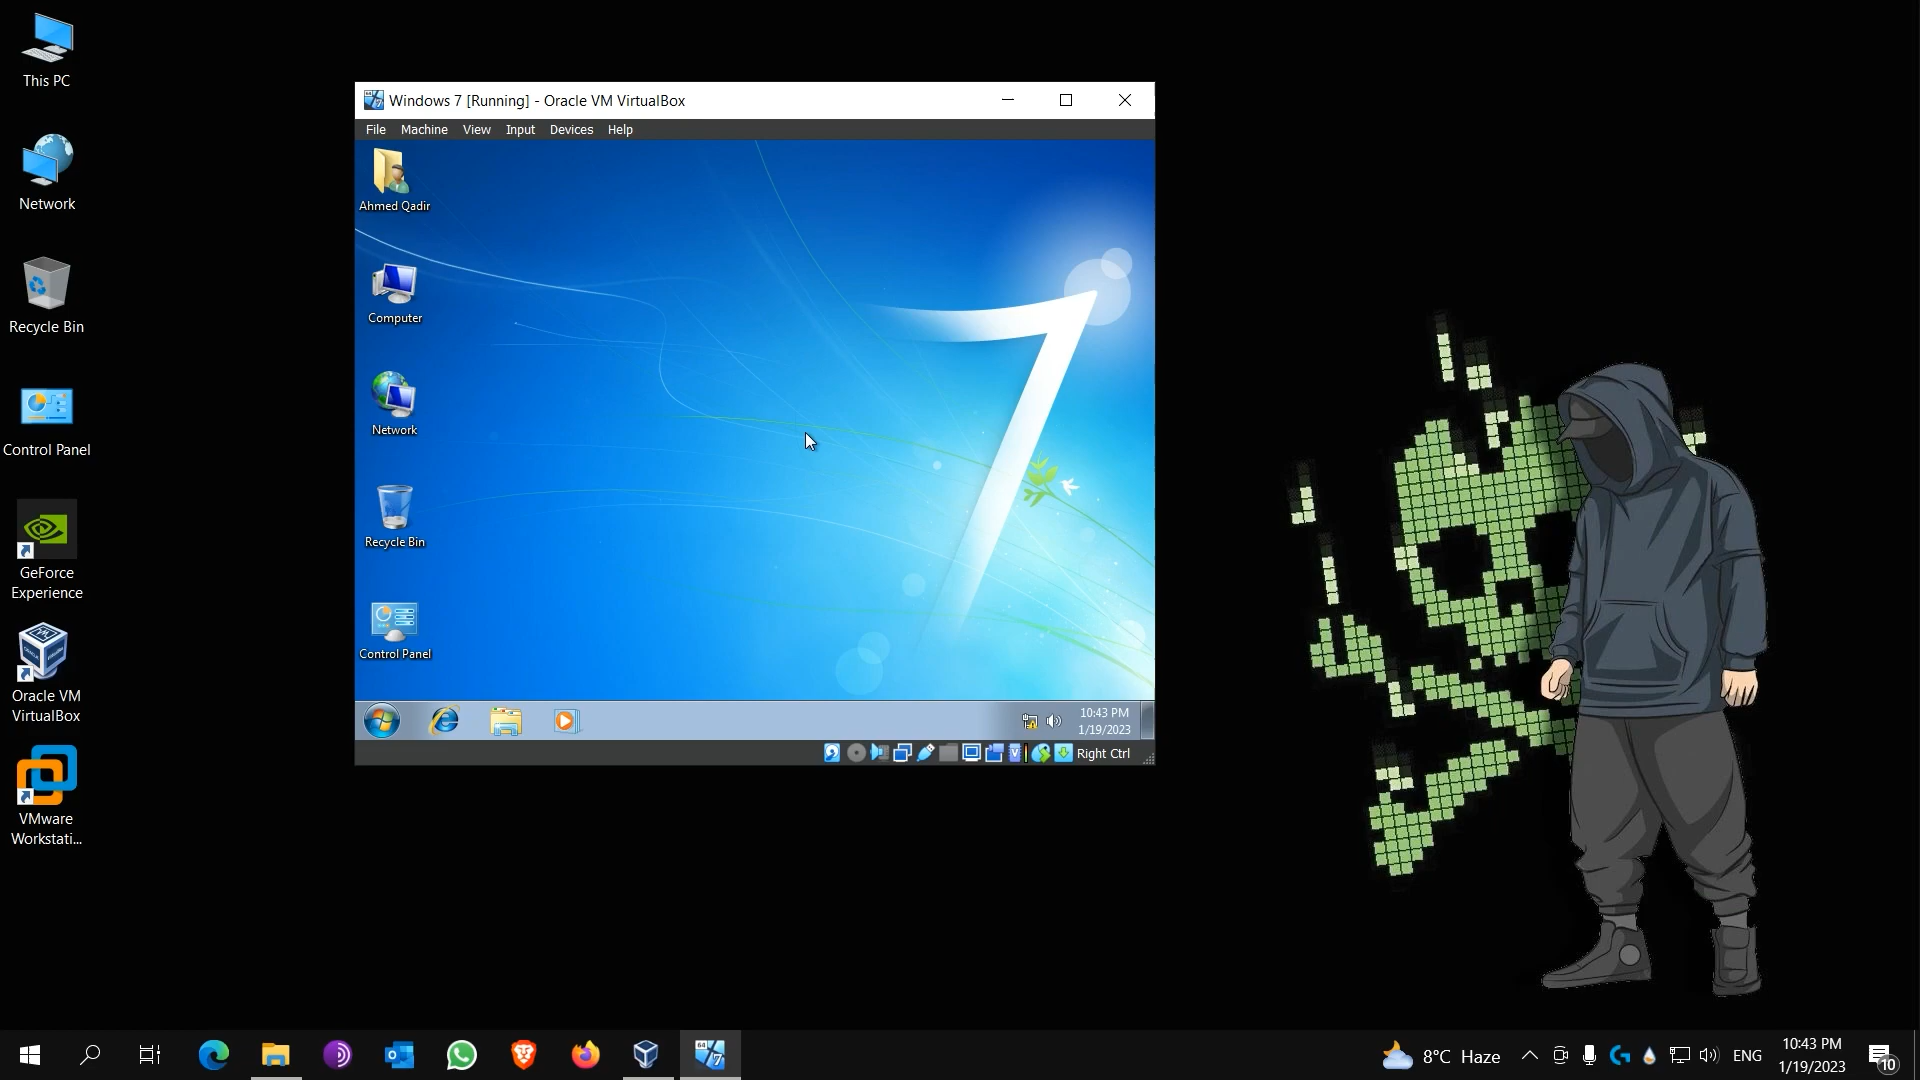 This PC
Network
Recycle Bin
Control Panel
GeForce
Experience
Oracle VM
VirtualBox
VMware
Workstati...
Windows 7 [Running] - Oracle VM VirtualBox
File Machine View Input Devices Help
Ahmed Qadir
Computer
Network
Recycle Bin
Control Panel
10:43 PM
1/19/2023
Right Ctrl
8°C Haze
ENG
10:43 PM
1/19/2023
10